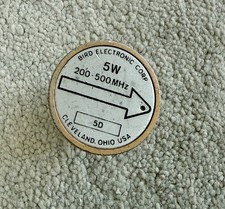 BIRD ELECTRONIC CORP.
5W
200-500MHz
5D
CLEVELAND, OHIO USA